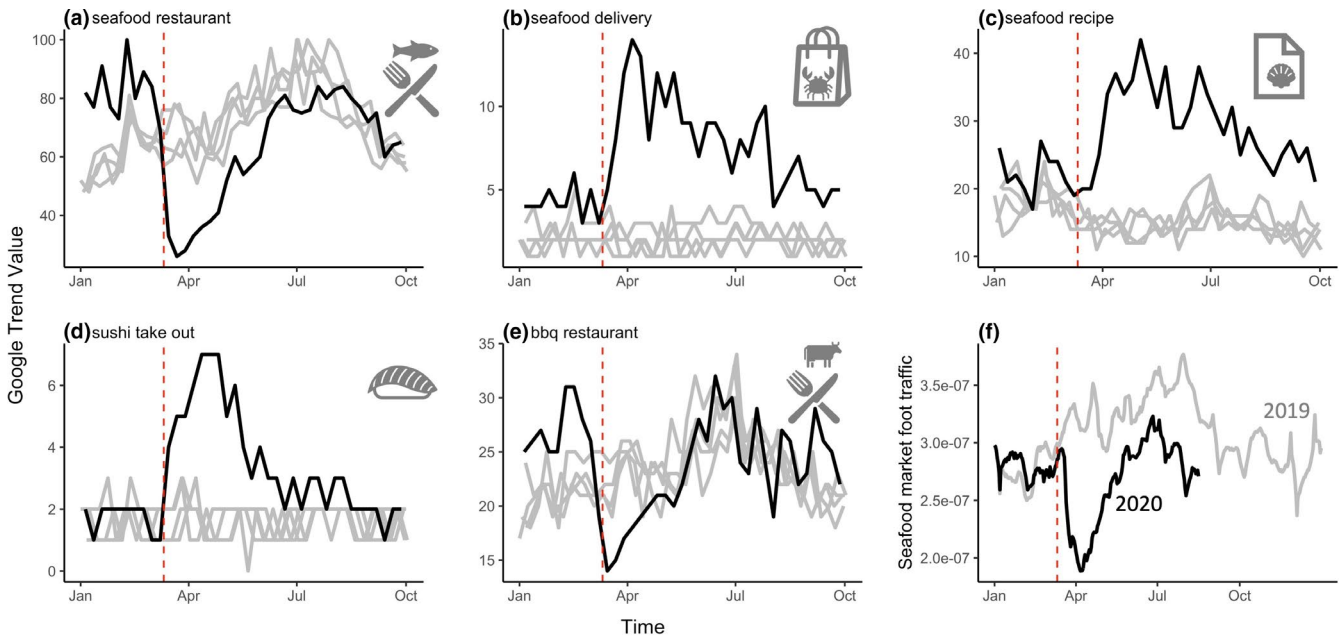 (a) seafood restaurant
100
80
60
40
Jan Apr Jul Oct
(b) seafood delivery
10
5
Jan Apr Jul Oct
(c) seafood recipe
40
30
20
10
Jan Apr Jul Oct
Google Trend Value
(d) sushi take out
6
4
2
0
Jan Apr Jul Oct
(e) bbq restaurant
35
30
25
20
15
Jan Apr Jul Oct
(f)
Seafood market foot traffic
3.5e-07
3.0e-07
2.5e-07
2.0e-07
2019
2020
Jan Apr Jul Oct
Time